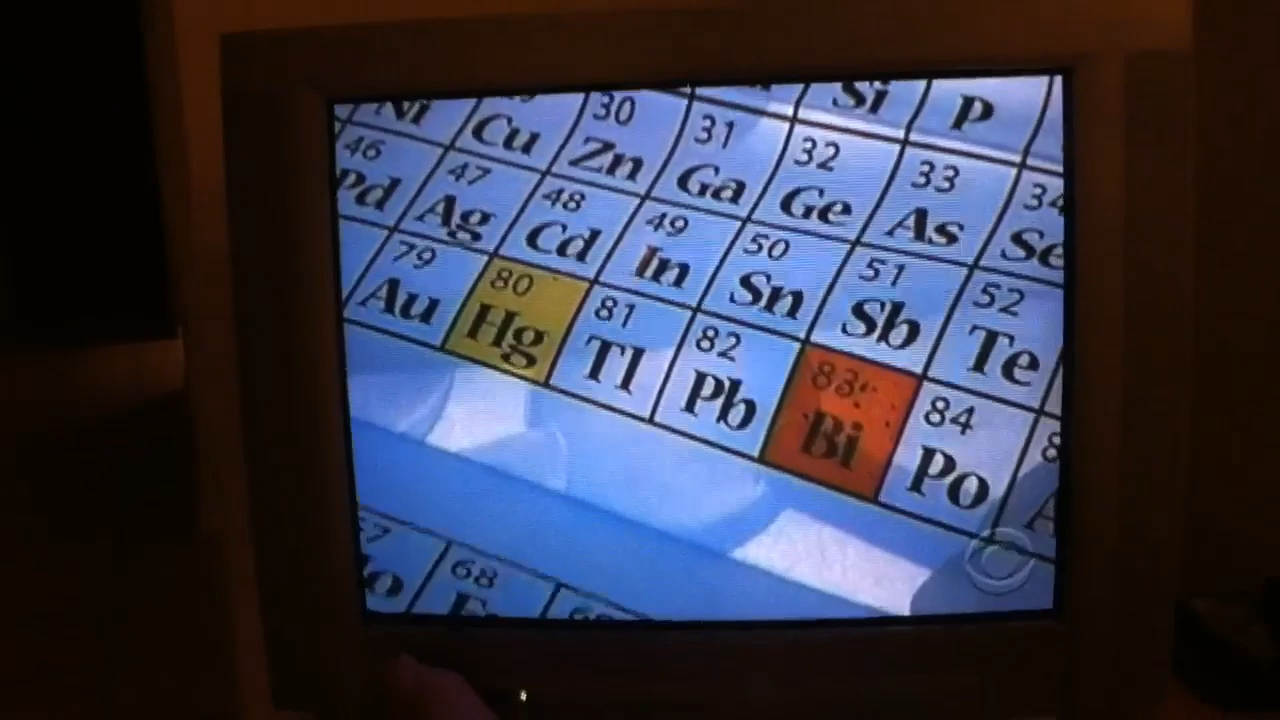 Si P
30 31 32 33 34
Ni Cu Zn Ga Ge As Se
46 47 48 49 50 51 52
Pd Ag Cd In Sn Sb Te
79 80 81 82 83 84
Au Hg Tl Pb Bi Po
68